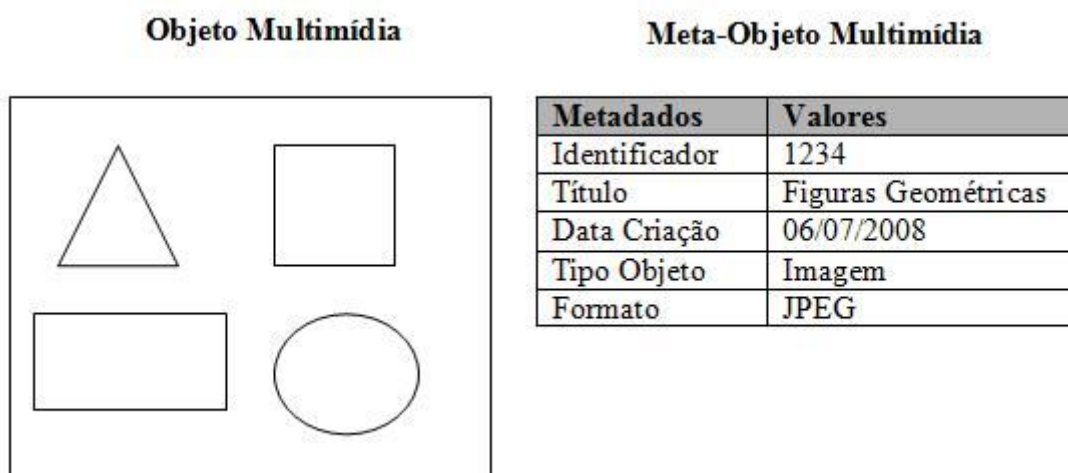 Objeto Multimídia
Meta-Objeto Multimídia
Metadados Valores
Identificador 1234
Título Figuras Geométricas
Data Criação 06/07/2008
Tipo Objeto Imagem
Formato JPEG